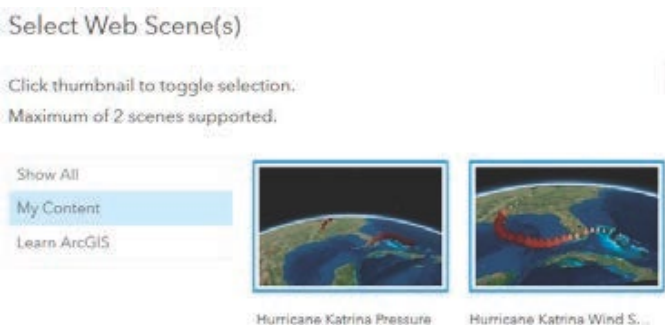 Select Web Scene(s)
Click thumbnail to toggle selection.
Maximum of 2 scenes supported.
Show All
My Content
Learn ArcGIS
Hurricane Katrina Pressure
Hurricane Katrina Wind S...